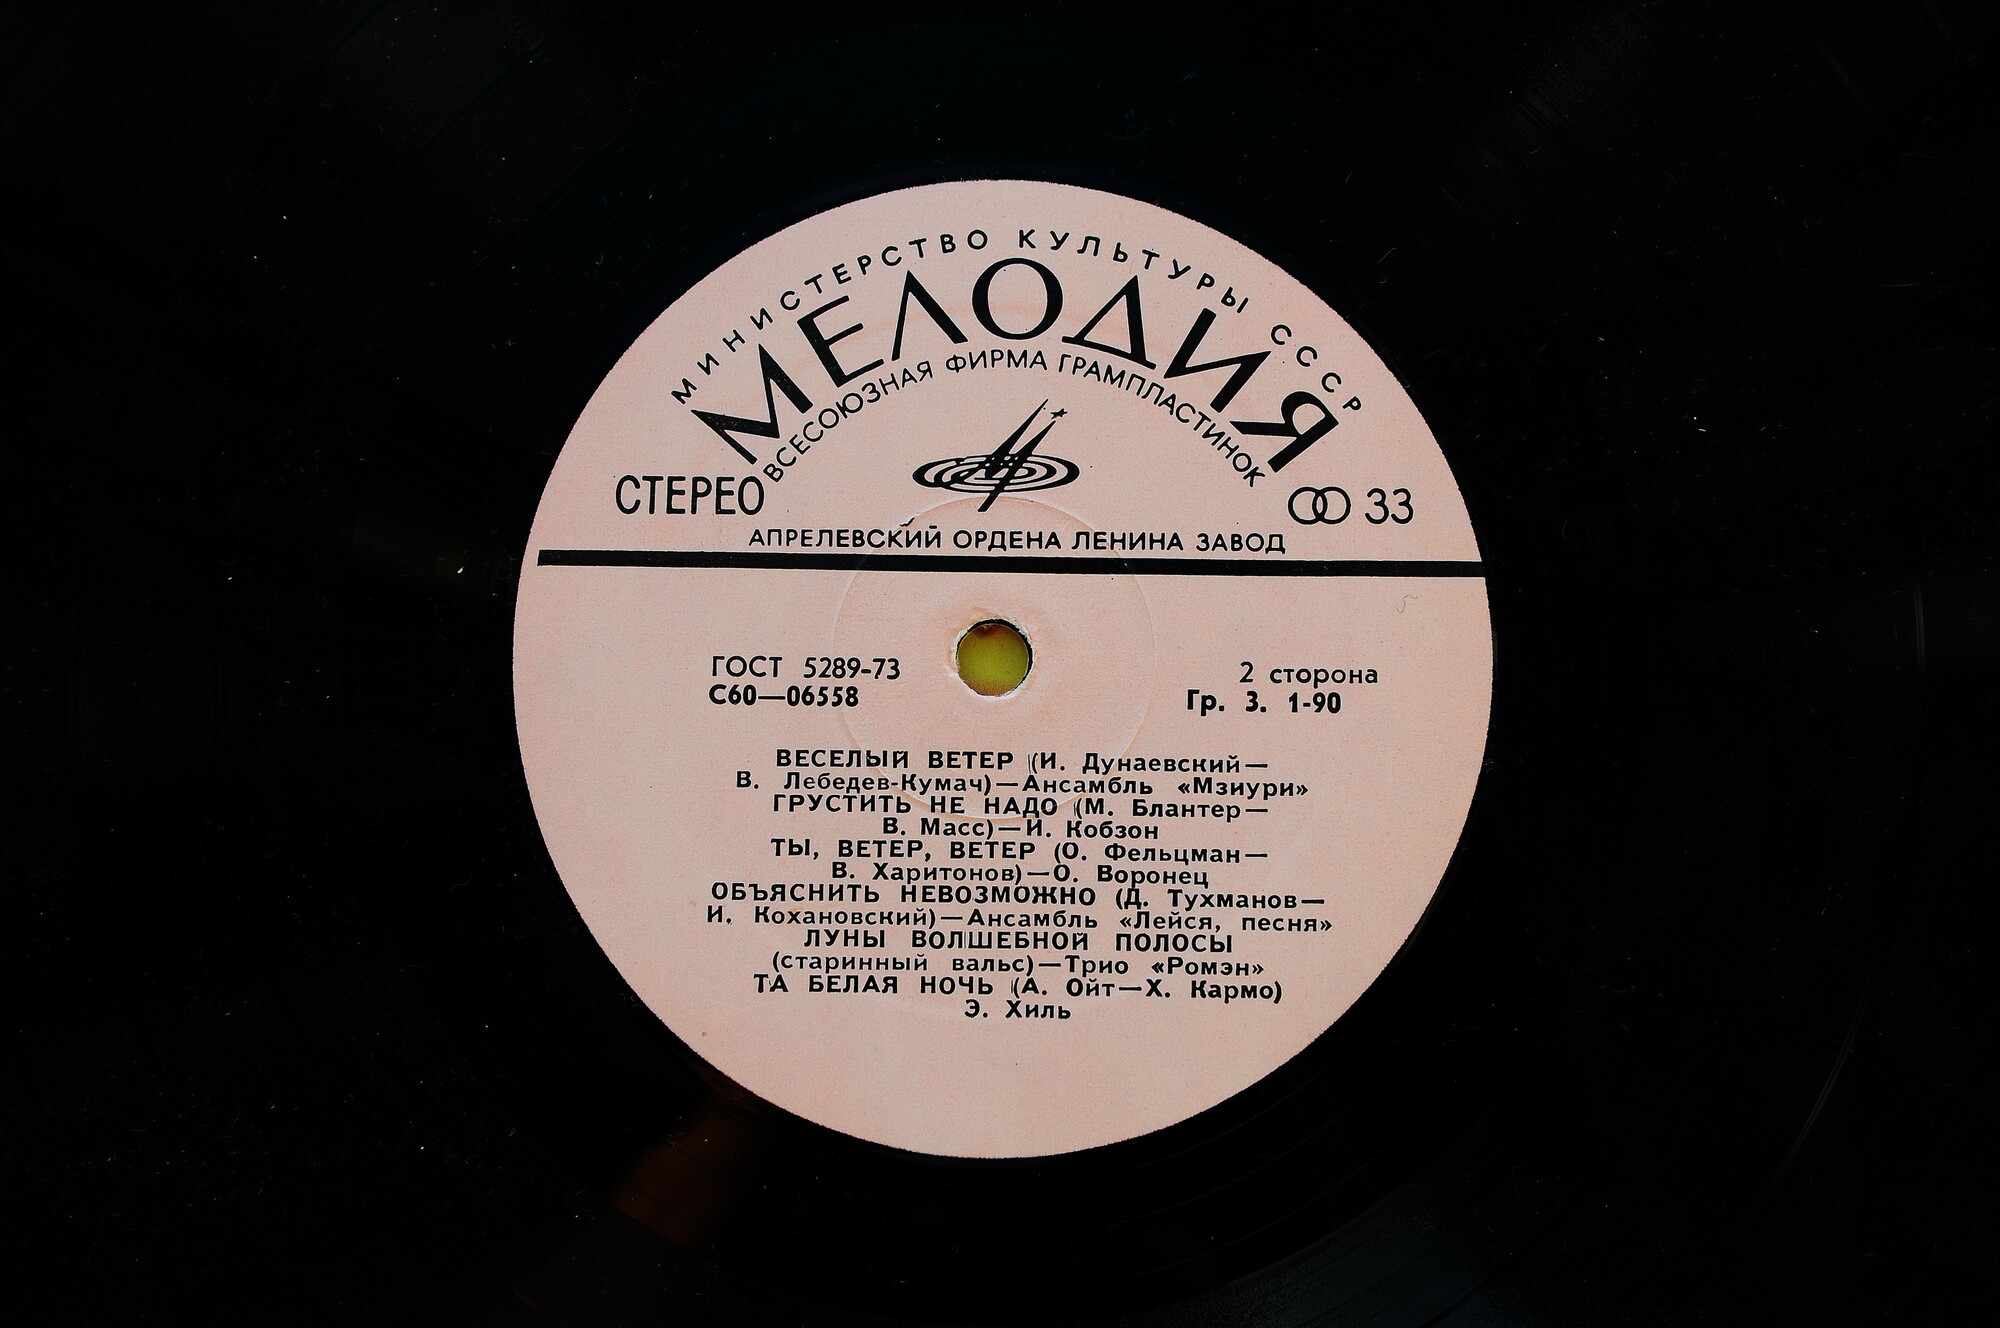 МИНИСТЕРСТВО КУЛЬТУРЫ СССР
МЕЛОДИЯ
ВСЕСОЮЗНАЯ ФИРМА ГРАМПЛАСТИНОК
СТЕРЕО
33
АПРЕЛЕВСКИЙ ОРДЕНА ЛЕНИНА ЗАВОД
ГОСТ 5289-73
С60—06558
2 сторона
Гр. 3. 1-90
ВЕСЕЛЫЙ ВЕТЕР (И. Дунаевский—
В. Лебедев-Кумач)—Ансамбль «Мзиури»
ГРУСТИТЬ НЕ НАДО (М. Блантер—
В. Масс)—И. Кобзон
ТЫ, ВЕТЕР, ВЕТЕР (О. Фельцман—
В. Харитонов)—О. Воронец
ОБЪЯСНИТЬ НЕВОЗМОЖНО (Д. Тухманов—
И. Кохановский)—Ансамбль «Лейся, песня»
ЛУНЫ ВОЛШЕБНОЙ ПОЛОСЫ
(старинный вальс)—Трио «Ромэн»
ТА БЕЛАЯ НОЧЬ (А. Ойт—Х. Кармо)
Э. Хиль